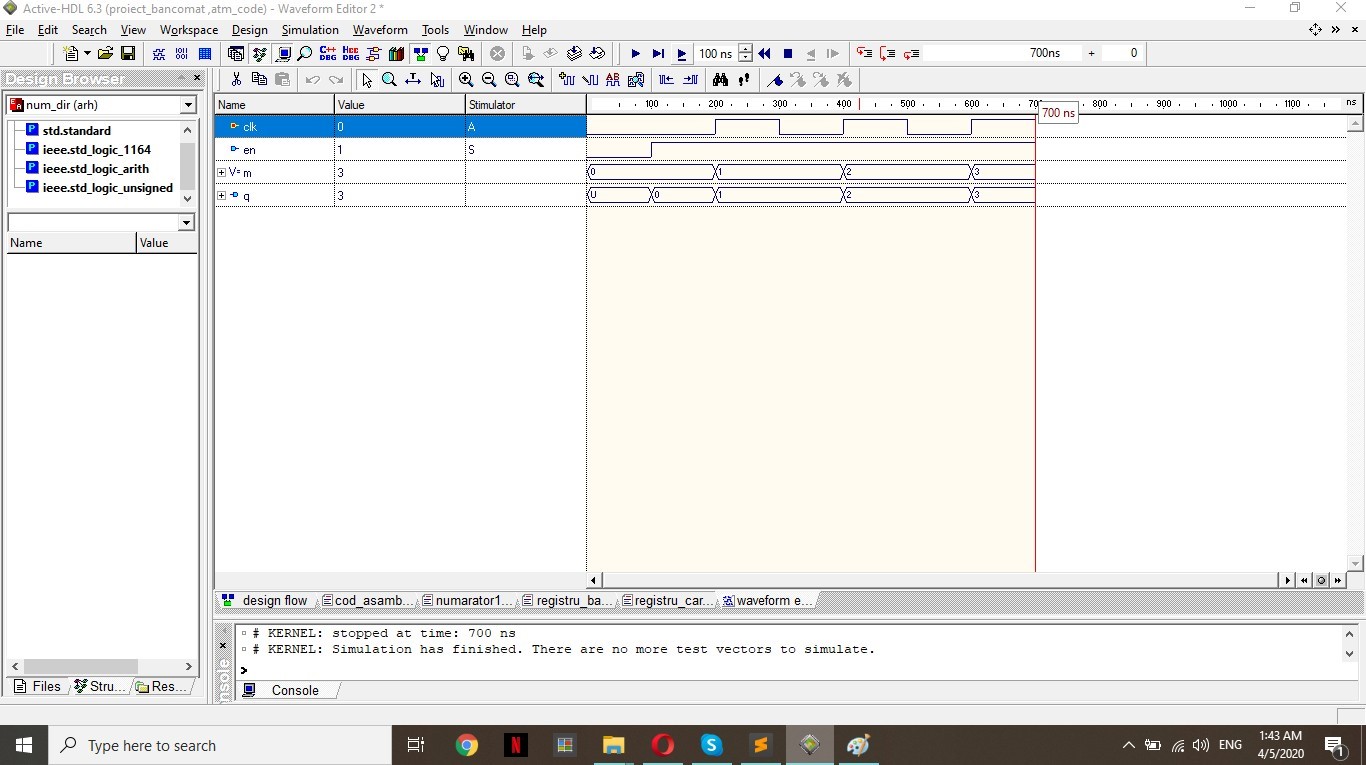 Active-HDL 6.3 (proiect_bancomat ,atm_code) - Waveform Editor 2 *
File Edit Search View Workspace Design Simulation Waveform Tools Window Help
C++ DBG HCC DBG 100 ns 700ns + 0
Design Browser
num_dir (arh)
std.standard
ieee.std_logic_1164
ieee.std_logic_arith
ieee.std_logic_unsigned
Name Value
Name Value Stimulator 100 200 300 400 500 600 700 800 900 1000 1100 ns
700 ns
clk 0 A
en 1 S
m 3 0 1 2 3
q 3 U 0 1 2 3
design flow cod_asamb... numarator1... registru_ba... registru_car... waveform e...
# KERNEL: stopped at time: 700 ns
# KERNEL: Simulation has finished. There are no more test vectors to simulate.
>
Console
Files Stru... Res...
Type here to search
ENG
1:43 AM
4/5/2020
1